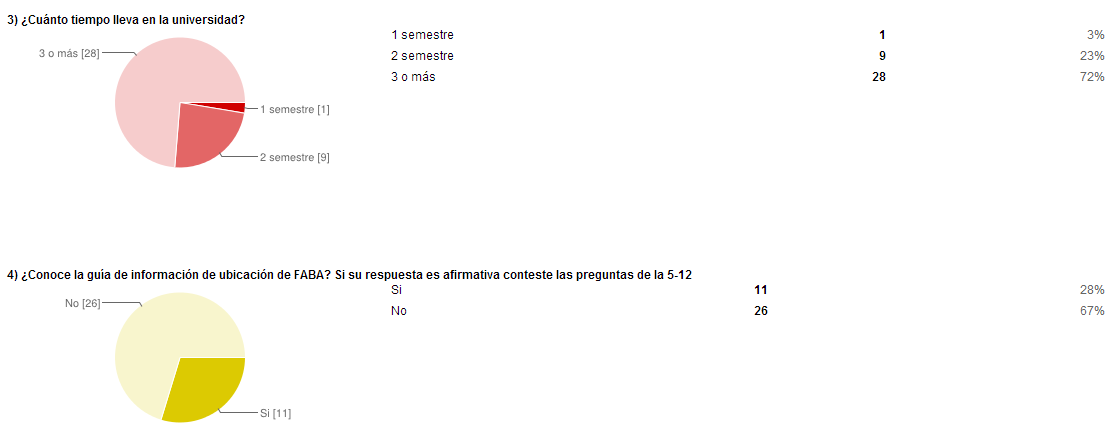 3) ¿Cuánto tiempo lleva en la universidad?
3 o más [28]
1 semestre [1]
2 semestre [9]
1 semestre 1 3%
2 semestre 9 23%
3 o más 28 72%
4) ¿Conoce la guía de información de ubicación de FABA? Si su respuesta es afirmativa conteste las preguntas de la 5-12
No [26]
Si [11]
Si 11 28%
No 26 67%